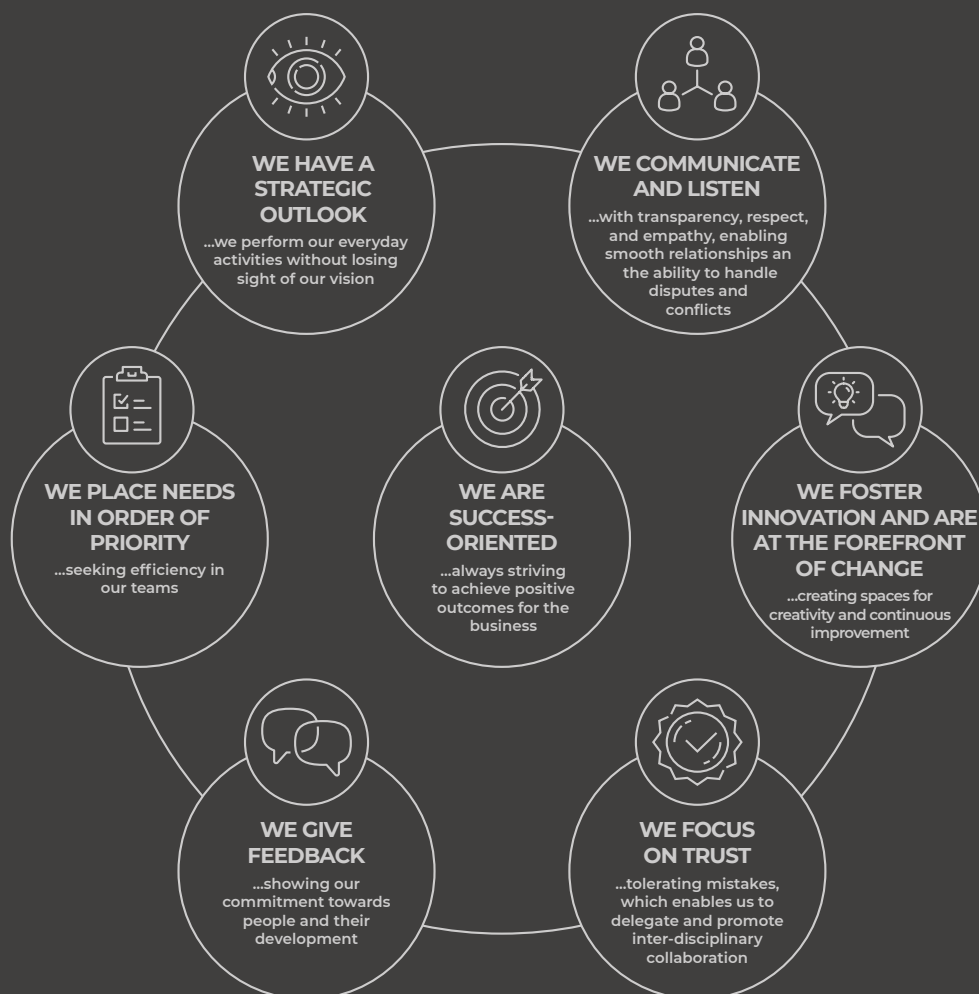 WE HAVE A
STRATEGIC
OUTLOOK
...we perform our everyday
activities without losing
sight of our vision
WE COMMUNICATE
AND LISTEN
...with transparency, respect,
and empathy, enabling
smooth relationships an
the ability to handle
disputes and
conflicts
WE PLACE NEEDS
IN ORDER OF
PRIORITY
...seeking efficiency in
our teams
WE ARE
SUCCESS-
ORIENTED
...always striving
to achieve positive
outcomes for the
business
WE FOSTER
INNOVATION AND ARE
AT THE FOREFRONT
OF CHANGE
...creating spaces for
creativity and continuous
improvement
WE GIVE
FEEDBACK
...showing our
commitment towards
people and their
development
WE FOCUS
ON TRUST
...tolerating mistakes,
which enables us to
delegate and promote
inter-disciplinary
collaboration